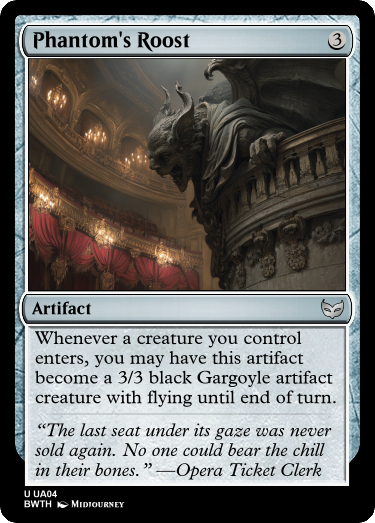 Phantom's Roost 3
Artifact
Whenever a creature you control
enters, you may have this artifact
become a 3/3 black Gargoyle artifact
creature with flying until end of turn.
“The last seat under its gaze was never
sold again. No one could bear the chill
in their bones.” —Opera Ticket Clerk
U UA04
BWTH Midjourney